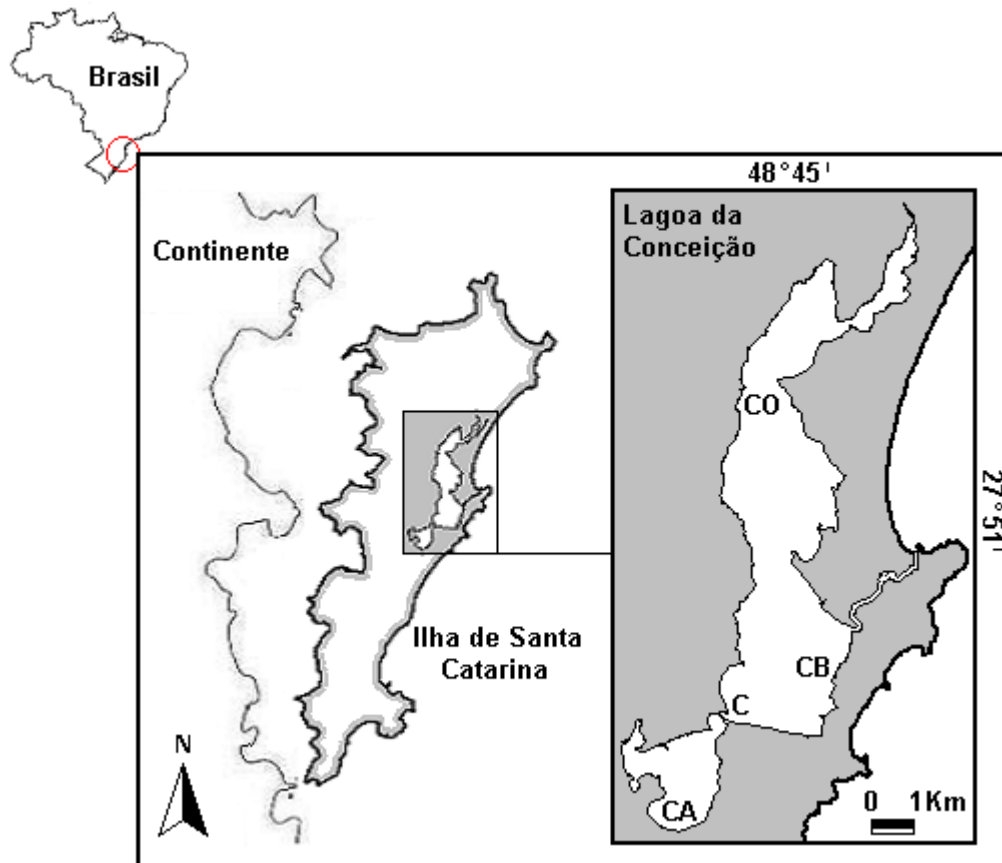 Brasil
48°45'
Continente
Lagoa da
Conceição
CO
27°51'
Ilha de Santa
Catarina
CB
C
N
CA
0 1Km